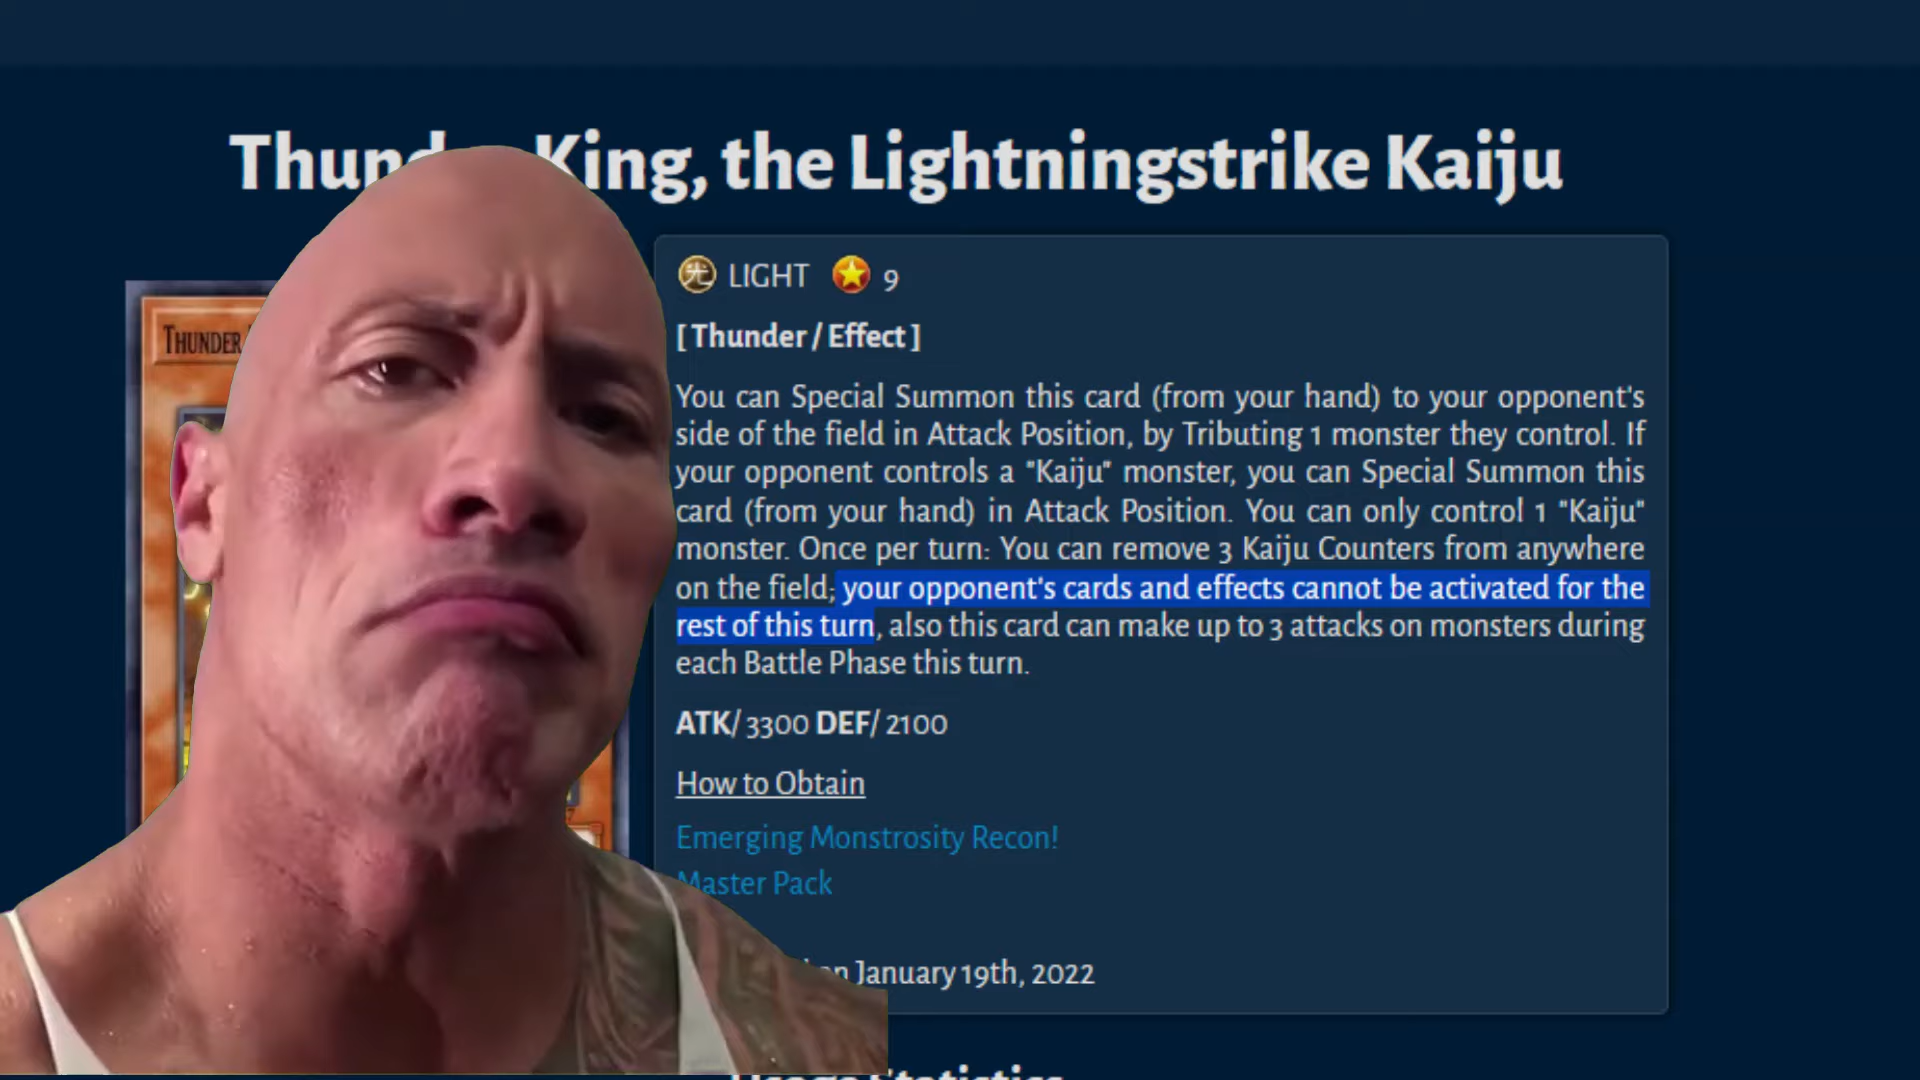 King, the Lightningstrike Kaiju
THUNDER
光 LIGHT 9
[ Thunder / Effect ]
You can Special Summon this card (from your hand) to your opponent's
side of the field in Attack Position, by Tributing 1 monster they control. If
your opponent controls a "Kaiju" monster, you can Special Summon this
card (from your hand) in Attack Position. You can only control 1 "Kaiju"
monster. Once per turn: You can remove 3 Kaiju Counters from anywhere
on the field; your opponent's cards and effects cannot be activated for the
rest of this turn, also this card can make up to 3 attacks on monsters during
each Battle Phase this turn.
ATK/ 3300 DEF/ 2100
How to Obtain
Emerging Monstrosity Recon!
Master Pack
on January 19th, 2022
Usage Statistics